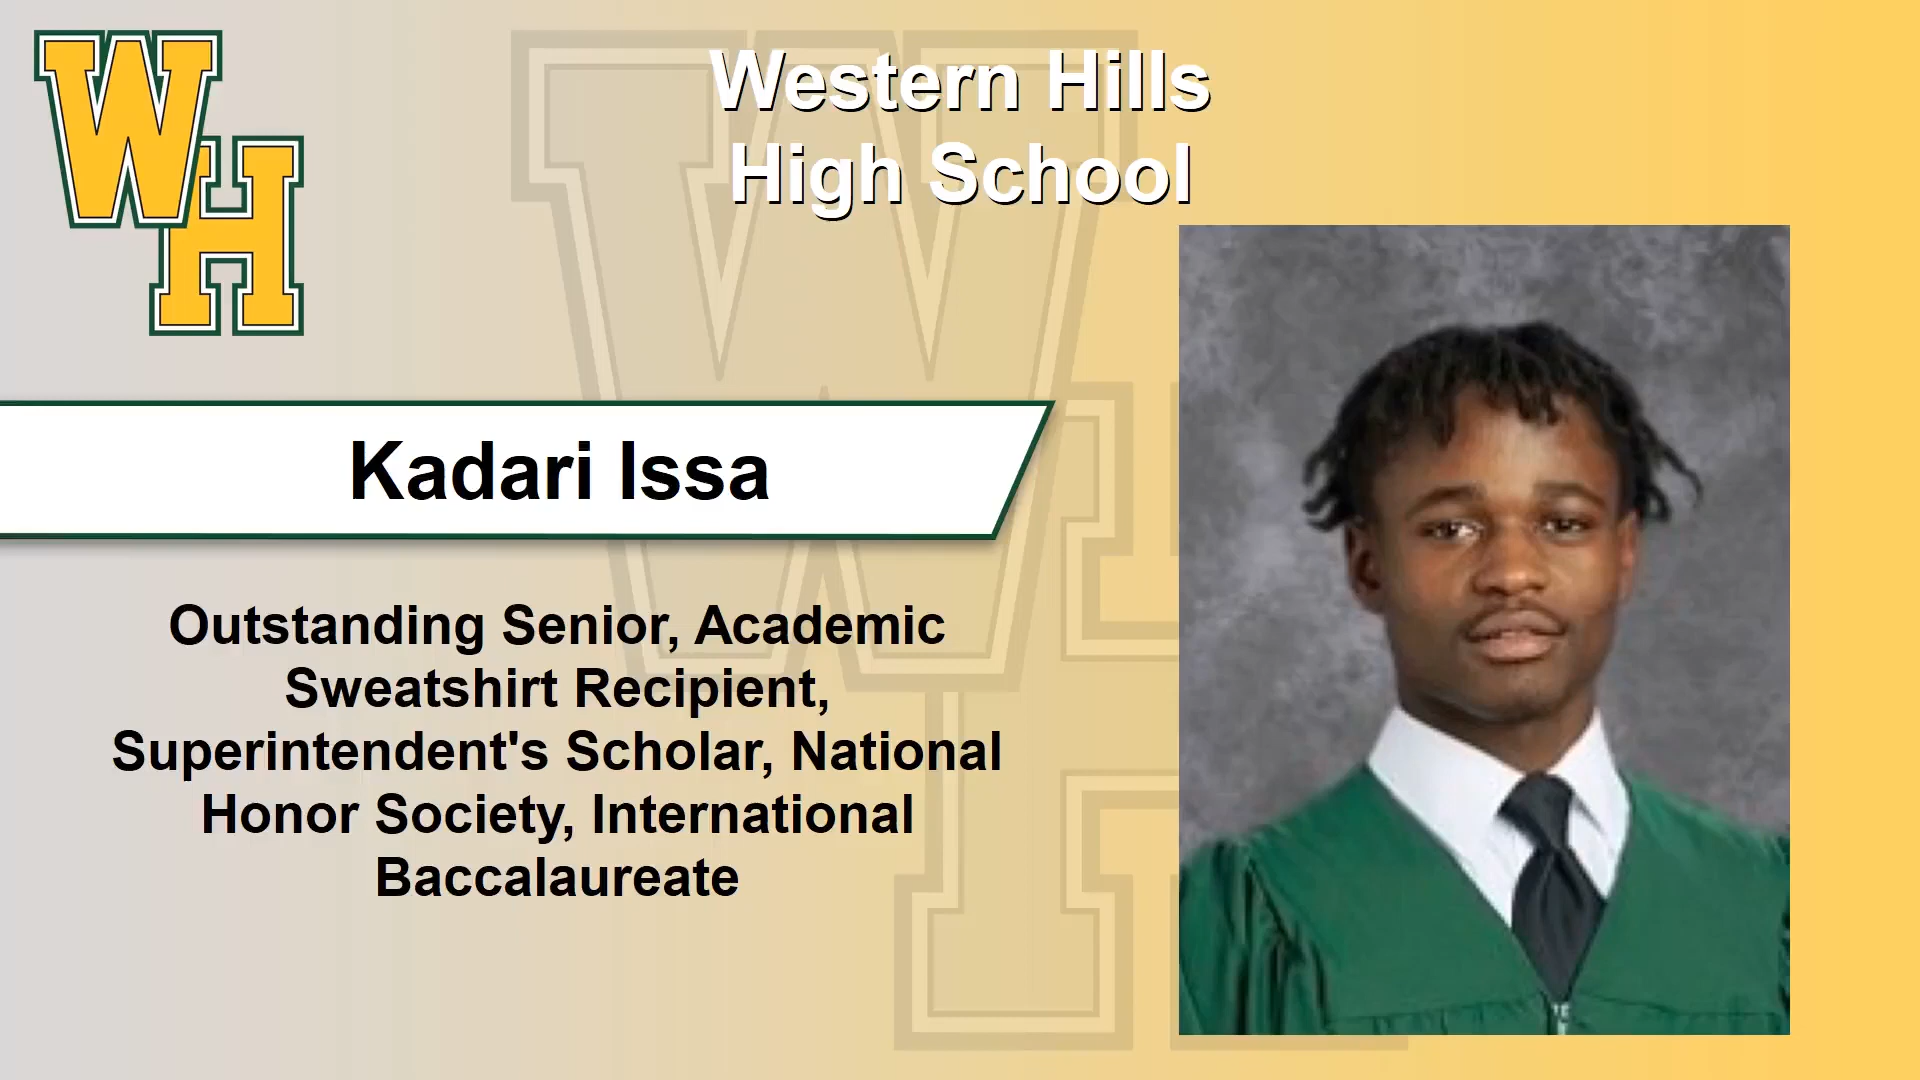 WH
Western Hills
High School
Kadari Issa
Outstanding Senior, Academic
Sweatshirt Recipient,
Superintendent's Scholar, National
Honor Society, International
Baccalaureate